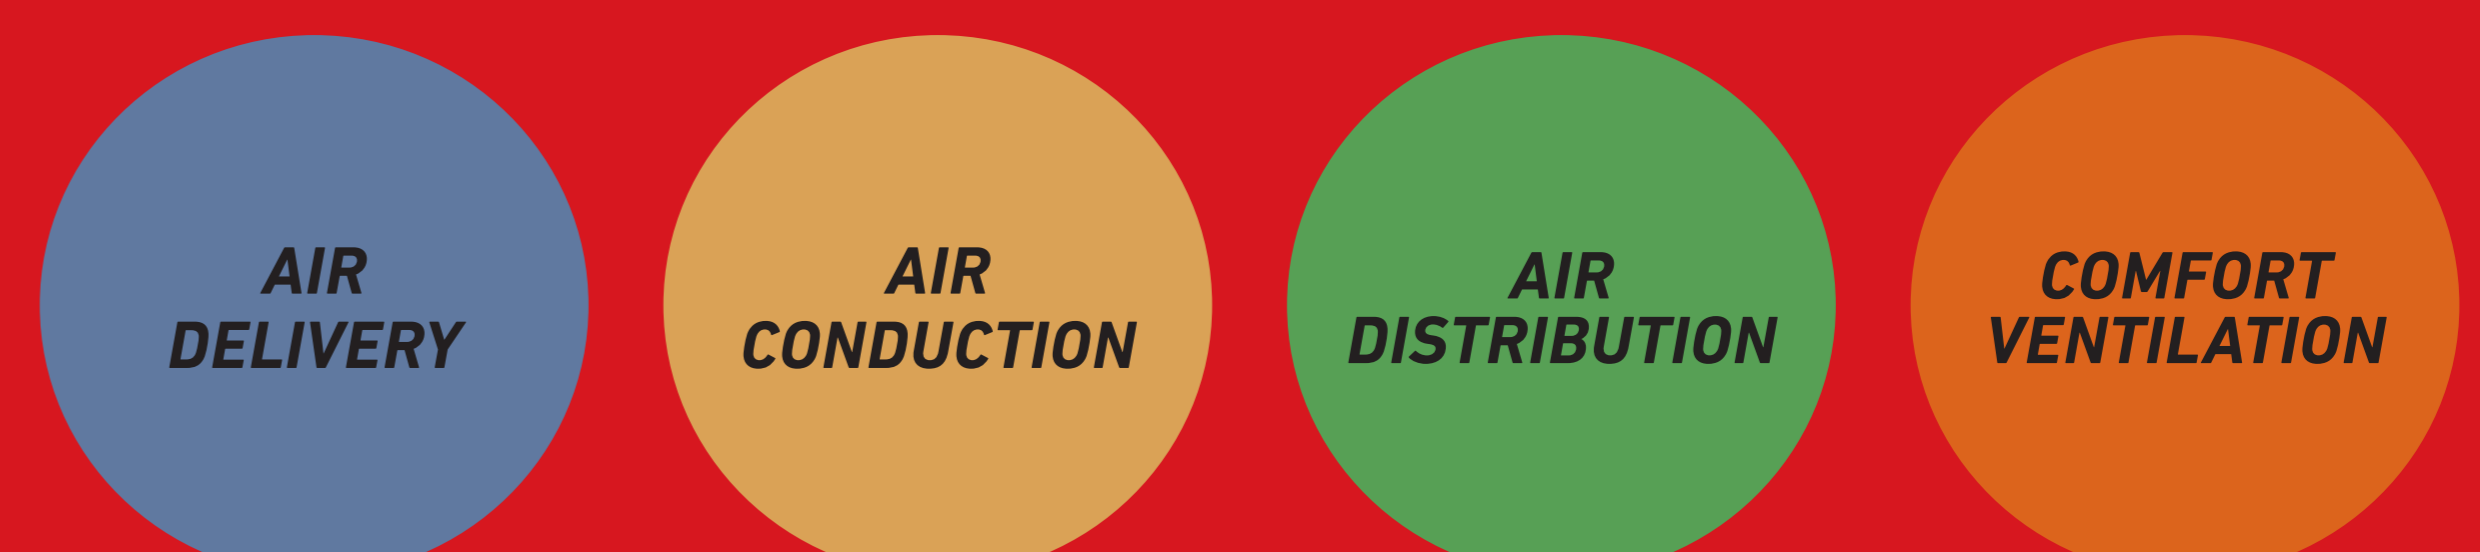 AIR
DELIVERY
AIR
CONDUCTION
AIR
DISTRIBUTION
COMFORT
VENTILATION